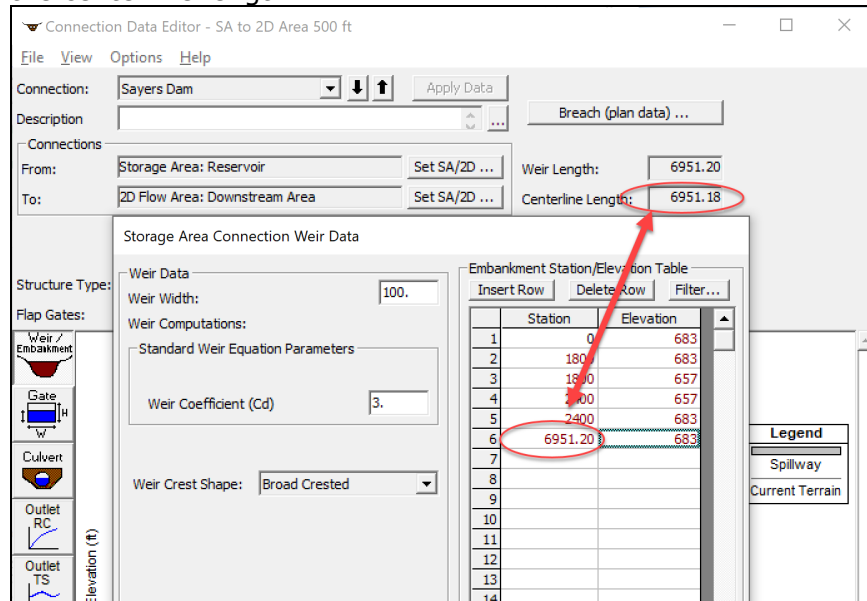 Connection Data Editor - SA to 2D Area 500 ft
File View Options Help
Connection: Sayers Dam Apply Data
Description ... Breach (plan data) ...
Connections
From: Storage Area: Reservoir Set SA/2D ... Weir Length: 6951.20
To: 2D Flow Area: Downstream Area Set SA/2D ... Centerline Length: 6951.18
Storage Area Connection Weir Data
Structure Type:
Flap Gates:
Weir Data
Weir Width: 100.
Weir Computations:
Standard Weir Equation Parameters
Weir Coefficient (Cd) 3.
Weir Crest Shape: Broad Crested
Embankment Station/Elevation Table
Insert Row Delete Row Filter...
Station Elevation
1 0 683
2 1800 683
3 1800 657
4 2400 657
5 2400 683
6 6951.20 683
7
8
9
10
11
12
13
14
Weir /
Embankment
Gate
H
W
Culvert
Outlet
RC
Outlet
TS
Elevation (ft)
Legend
Spillway
Current Terrain